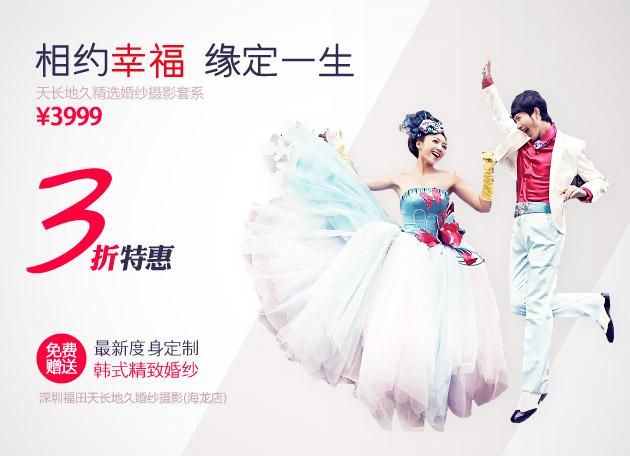 相约幸福 缘定一生
天长地久精选婚纱摄影套系
¥3999
3折特惠
免费赠送
最新度身定制
韩式精致婚纱
深圳福田天长地久婚纱摄影(海龙店)